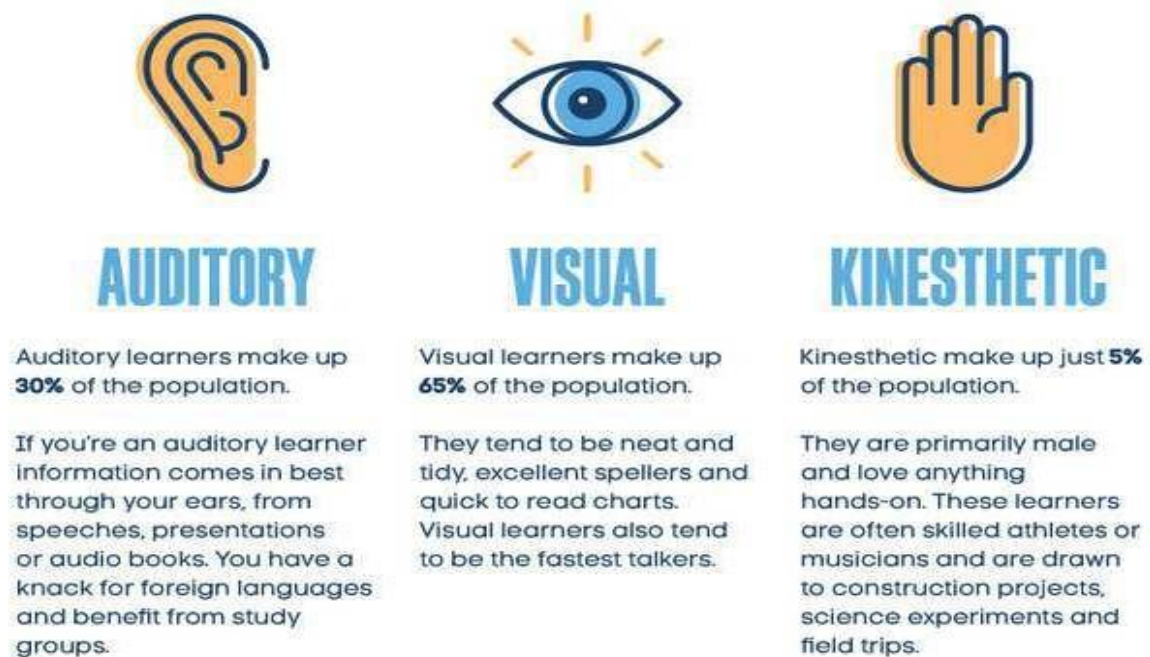 AUDITORY
Auditory learners make up
30% of the population.
If you're an auditory learner
information comes in best
through your ears, from
speeches, presentations
or audio books. You have a
knack for foreign languages
and benefit from study
groups.
VISUAL
Visual learners make up
65% of the population.
They tend to be neat and
tidy, excellent spellers and
quick to read charts.
Visual learners also tend
to be the fastest talkers.
KINESTHETIC
Kinesthetic make up just 5%
of the population.
They are primarily male
and love anything
hands-on. These learners
are often skilled athletes or
musicians and are drawn
to construction projects,
science experiments and
field trips.